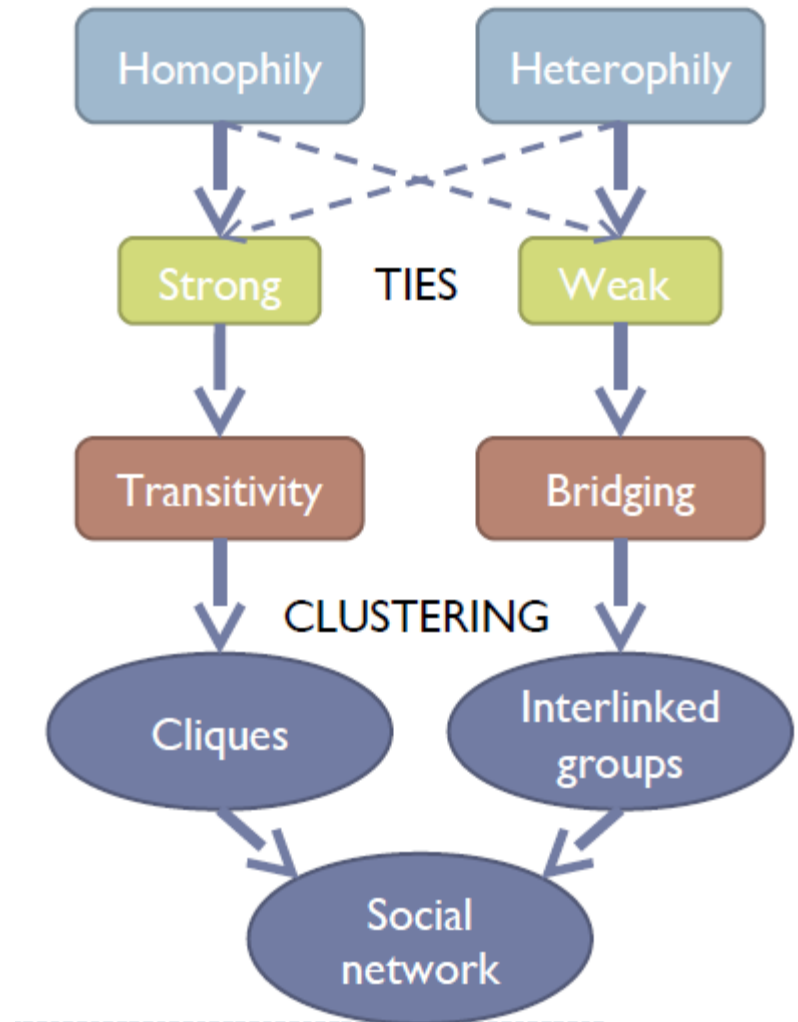 Homophily
Heterophily
Strong
TIES
Weak
Transitivity
Bridging
CLUSTERING
Cliques
Interlinked
groups
Social
network